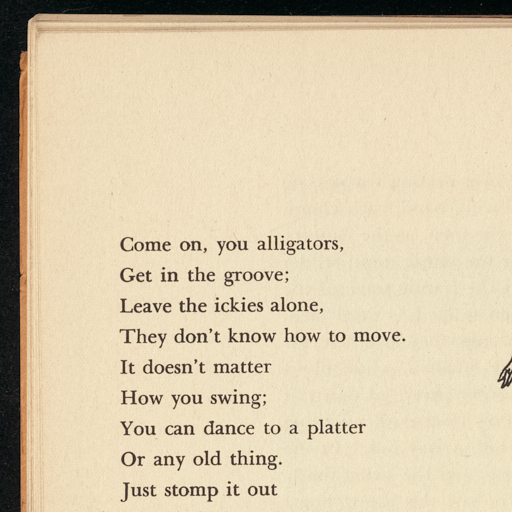 Come on, you alligators,
Get in the groove;
Leave the ickies alone,
They don't know how to move.
It doesn't matter
How you swing;
You can dance to a platter
Or any old thing.
Just stomp it out